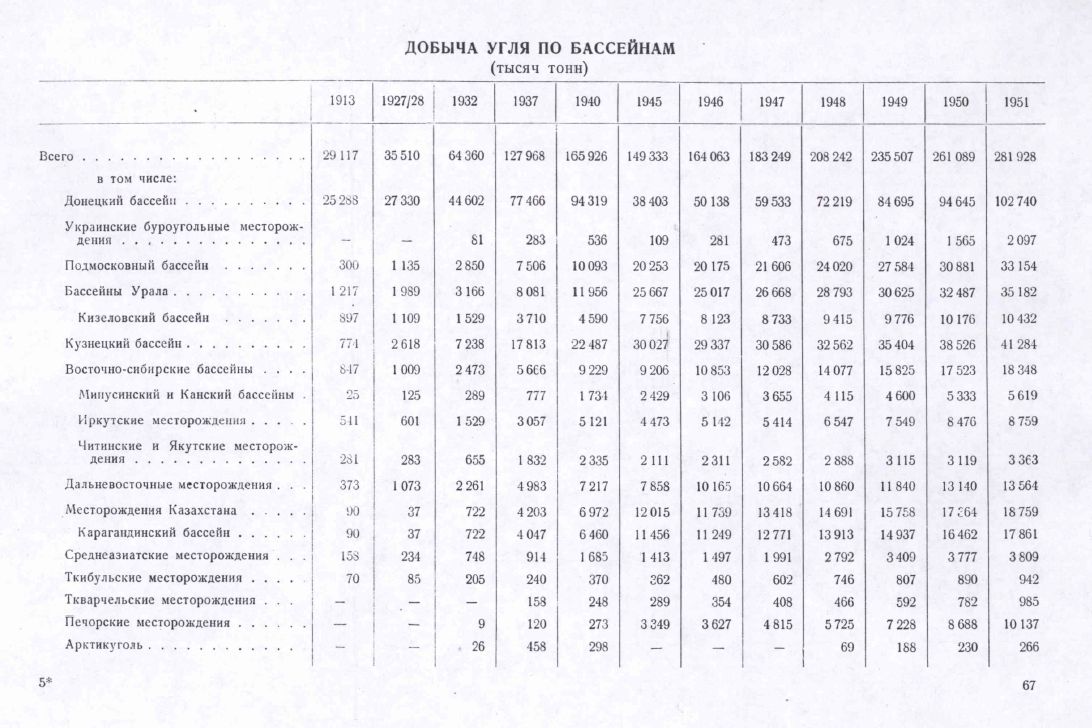 ДОБЫЧА УГЛЯ ПО БАССЕЙНАМ
(тысяч тонн)
1913 1927/28 1932 1937 1940 1945 1946 1947 1948 1949 1950 1951
Всего . . . . . . . . . . . . . . . . . . 29 117 35 510 64 360 127 968 165 926 149 333 164 063 183 249 208 242 235 507 261 089 281 928
в том числе:
Донецкий бассейн . . . . . . . . . . 25 288 27 330 44 602 77 466 94 319 38 403 50 138 59 533 72 219 84 695 94 645 102 740
Украинские буроугольные месторож-
дения . . . . . . . . . . . . . . . — — 81 283 536 109 281 473 675 1 024 1 565 2 097
Подмосковный бассейн . . . . . . . 300 1 135 2 850 7 506 10 093 20 253 20 175 21 606 24 020 27 584 30 881 33 154
Бассейны Урала . . . . . . . . . . . 1 217 1 989 3 166 8 081 11 956 25 667 25 017 26 668 28 793 30 625 32 487 35 182
Кизеловский бассейн . . . . . . . 897 1 109 1 529 3 710 4 590 7 756 8 123 8 733 9 415 9 776 10 176 10 432
Кузнецкий бассейн . . . . . . . . . . 774 2 618 7 238 17 813 22 487 30 027 29 337 30 586 32 562 35 404 38 526 41 284
Восточно-сибирские бассейны . . . . 847 1 009 2 473 5 666 9 229 9 206 10 853 12 028 14 077 15 825 17 523 18 348
Минусинский и Канский бассейны . 25 125 289 777 1 734 2 429 3 106 3 655 4 115 4 600 5 333 5 619
Иркутские месторождения . . . . . 541 601 1 529 3 057 5 121 4 473 5 142 5 414 6 547 7 549 8 476 8 759
Читинские и Якутские месторож-
дения . . . . . . . . . . . . . . 281 283 655 1 832 2 335 2 111 2 311 2 582 2 888 3 115 3 119 3 363
Дальневосточные месторождения . . . 373 1 073 2 261 4 983 7 217 7 858 10 165 10 664 10 860 11 840 13 140 13 564
Месторождения Казахстана . . . . . 90 37 722 4 203 6 972 12 015 11 739 13 418 14 691 15 758 18 759
Карагандинский бассейн . . . . . . 90 37 722 4 047 6 460 11 456 11 249 12 771 13 913 14 937 16 462 17 861
Среднеазиатские месторождения . . . 158 234 748 914 1 685 1 413 1 497 1 991 2 792 3 409 3 777 3 809
Ткибульские месторождения . . . . 70 85 205 240 370 362 480 602 746 807 890 942
Ткварчельские месторождения . . . — — — 158 248 289 354 408 466 592 782 985
Печорские месторождения . . . . . . — — 9 120 273 3 349 3 627 4 815 5 725 7 228 8 688 10 137
Арктикуголь . . . . . . . . . . . . — — 26 458 298 — — — 69 188 230 266
5* 67